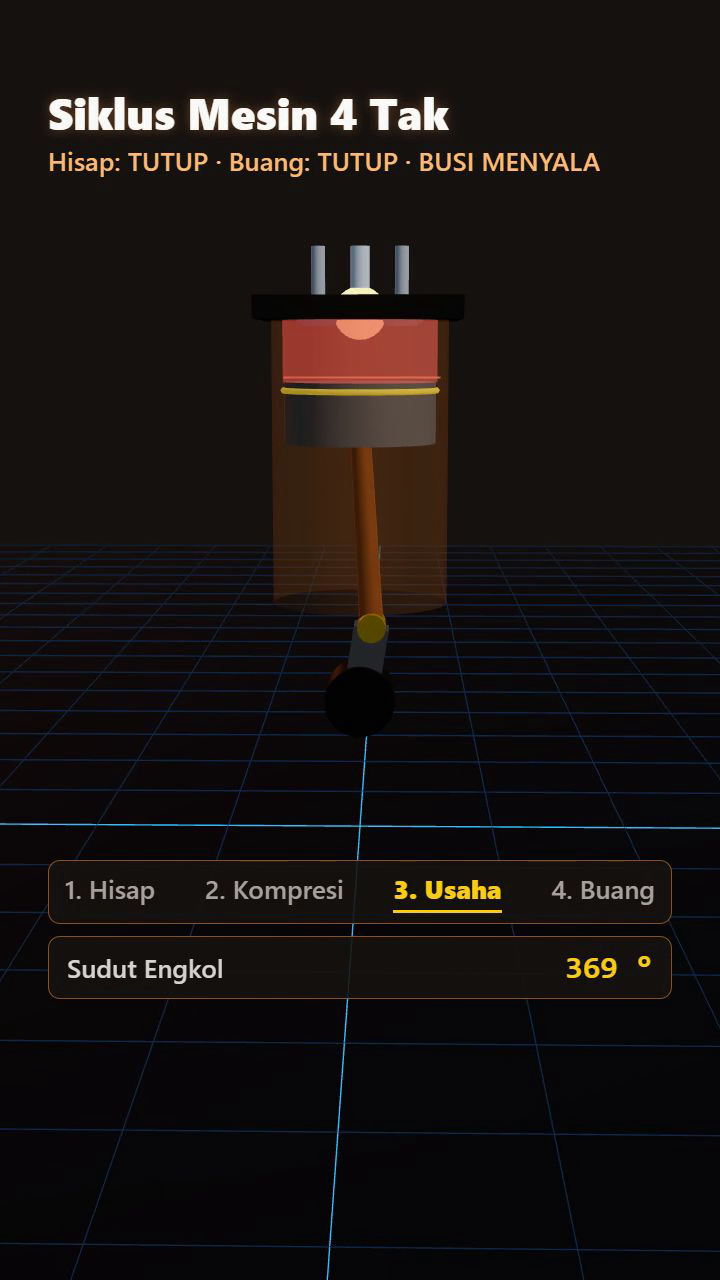 Siklus Mesin 4 Tak
Hisap: TUTUP · Buang: TUTUP · BUSI MENYALA
1. Hisap 2. Kompresi 3. Usaha 4. Buang
Sudut Engkol 369 °